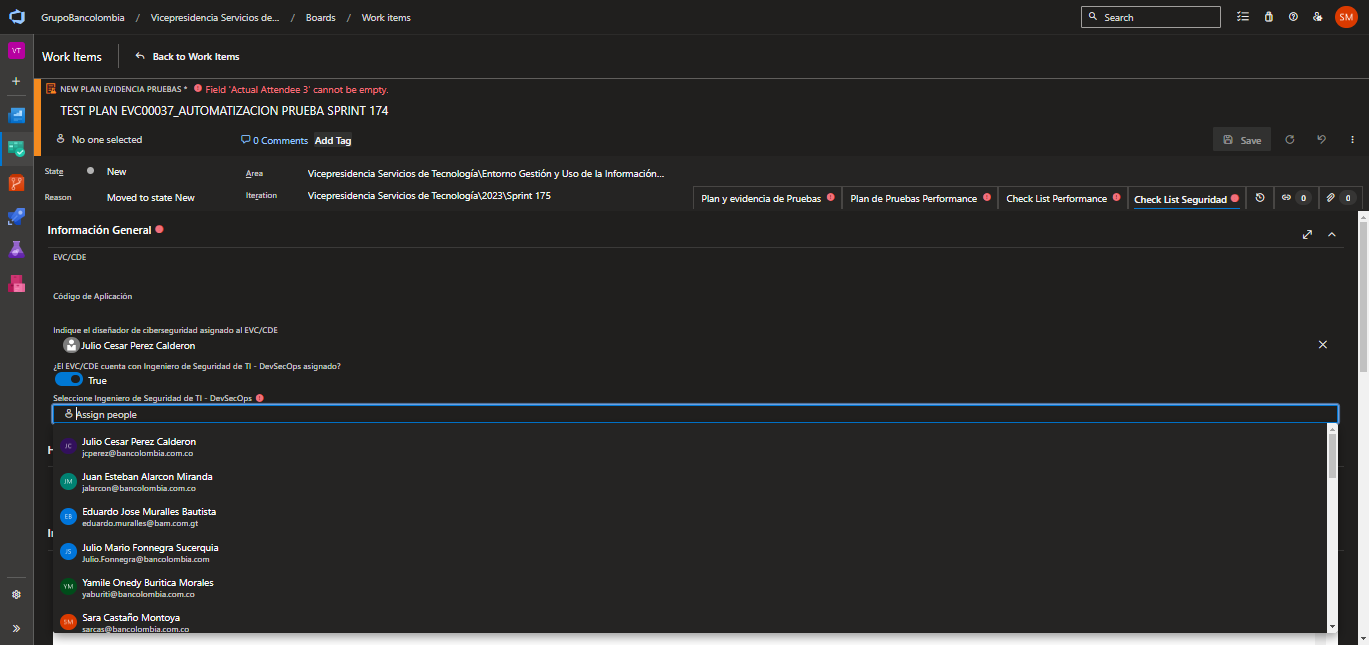 GrupoBancolombia / Vicepresidencia Servicios de... / Boards / Work items
Search
SM
VT
Work Items
Back to Work Items
NEW PLAN EVIDENCIA PRUEBAS * Field 'Actual Attendee 3' cannot be empty.
TEST PLAN EVC00037_AUTOMATIZACION PRUEBA SPRINT 174
No one selected
0 Comments
Add Tag
Save
State
New
Area
Vicepresidencia Servicios de Tecnología\Entorno Gestión y Uso de la Información...
Reason
Moved to state New
Iteration
Vicepresidencia Servicios de Tecnología\2023\Sprint 175
Plan y evidencia de Pruebas
Plan de Pruebas Performance
Check List Performance
Check List Seguridad
0
0
Información General
EVC/CDE
Código de Aplicación
Indique el diseñador de ciberseguridad asignado al EVC/CDE
Julio Cesar Perez Calderon
¿El EVC/CDE cuenta con Ingeniero de Seguridad de TI - DevSecOps asignado?
True
Seleccione Ingeniero de Seguridad de TI - DevSecOps
Assign people
JC
Julio Cesar Perez Calderon
jcperez@bancolombia.com.co
JM
Juan Esteban Alarcon Miranda
jalarcon@bancolombia.com.co
EB
Eduardo Jose Muralles Bautista
eduardo.muralles@bam.com.gt
JS
Julio Mario Fonnegra Sucerquia
Julio.Fonnegra@bancolombia.com
YM
Yamile Onedy Buritica Morales
yaburiti@bancolombia.com.co
SM
Sara Castaño Montoya
sarcas@bancolombia.com.co